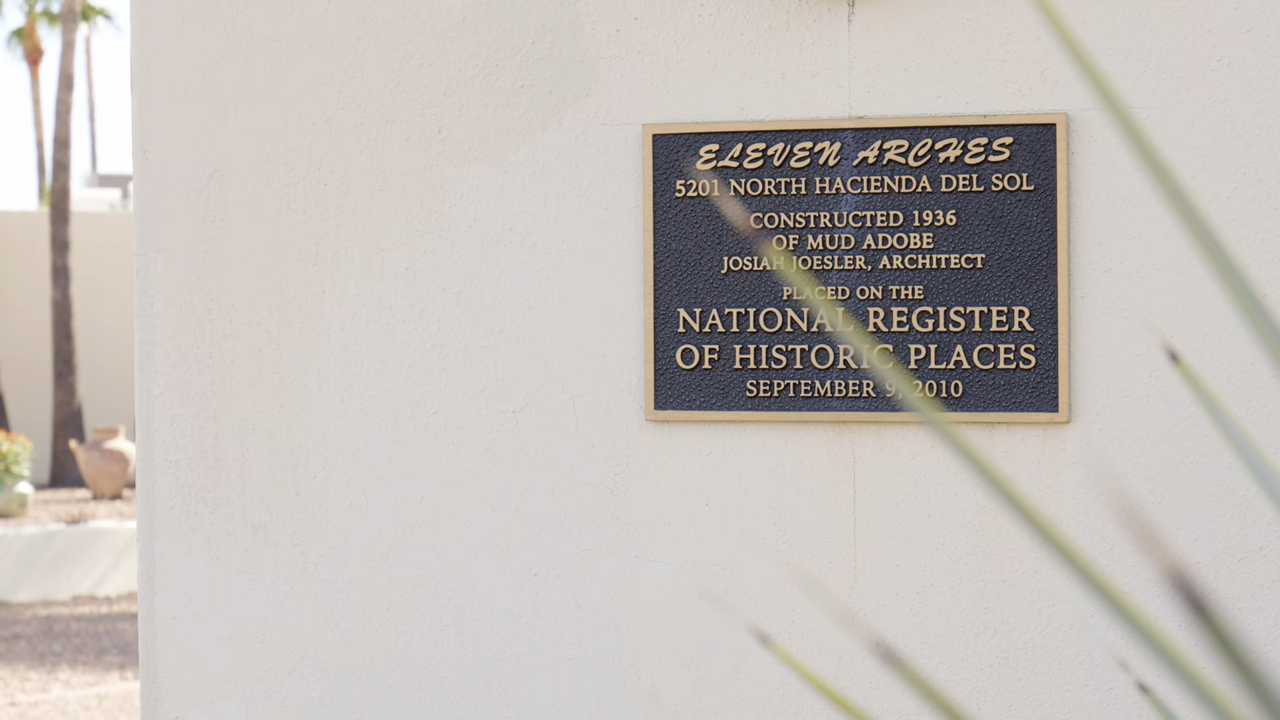 ELEVEN ARCHES
5201 NORTH HACIENDA DEL SOL
CONSTRUCTED 1936
OF MUD ADOBE
JOSIAH JOESLER, ARCHITECT
PLACED ON THE
NATIONAL REGISTER
OF HISTORIC PLACES
SEPTEMBER 9, 2010